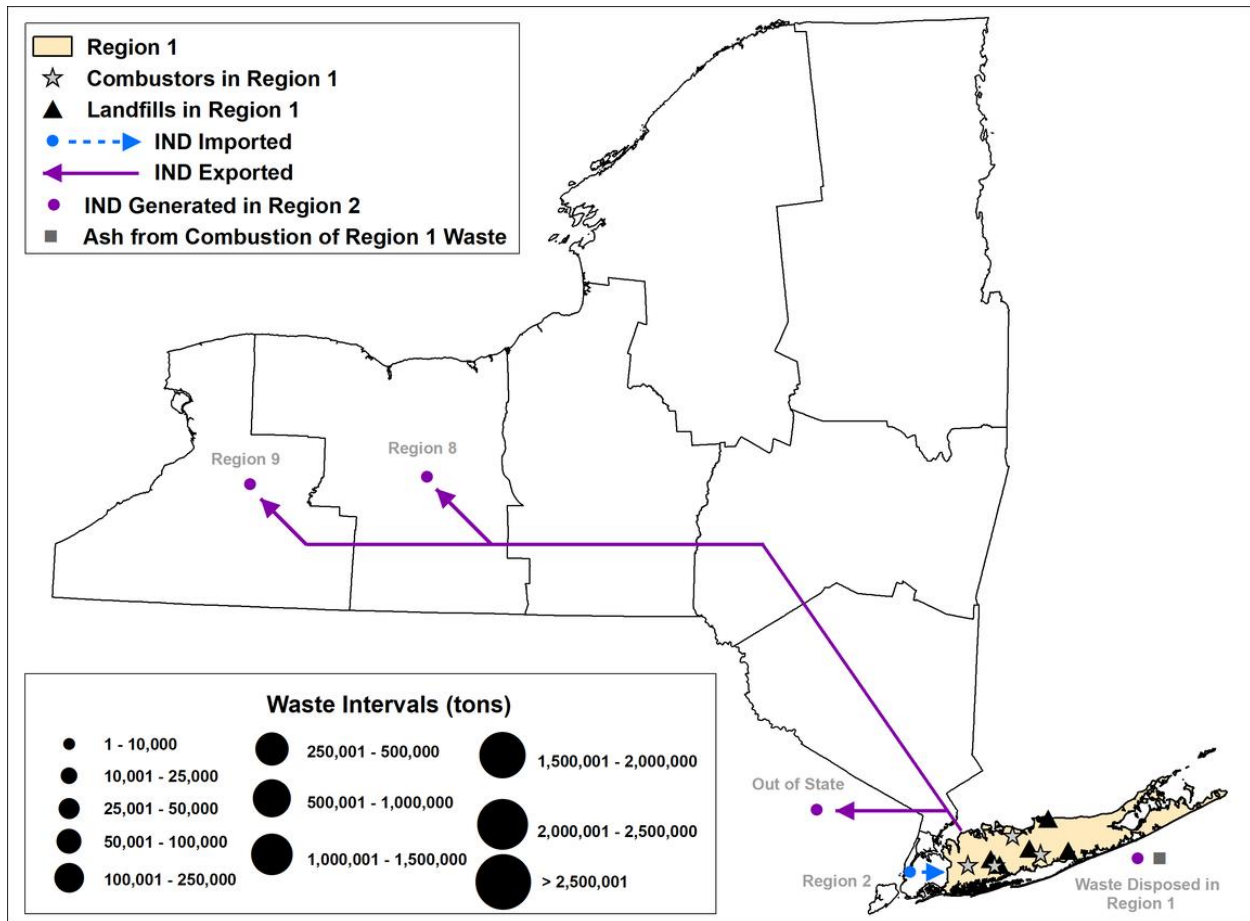 Region 1
Combustors in Region 1
Landfills in Region 1
IND Imported
IND Exported
IND Generated in Region 2
Ash from Combustion of Region 1 Waste
Region 9
Region 8
Waste Intervals (tons)
1 - 10,000
10,001 - 25,000
25,001 - 50,000
50,001 - 100,000
100,001 - 250,000
250,001 - 500,000
500,001 - 1,000,000
1,000,001 - 1,500,000
1,500,001 - 2,000,000
2,000,001 - 2,500,000
> 2,500,001
Out of State
Region 2
Waste Disposed in
Region 1